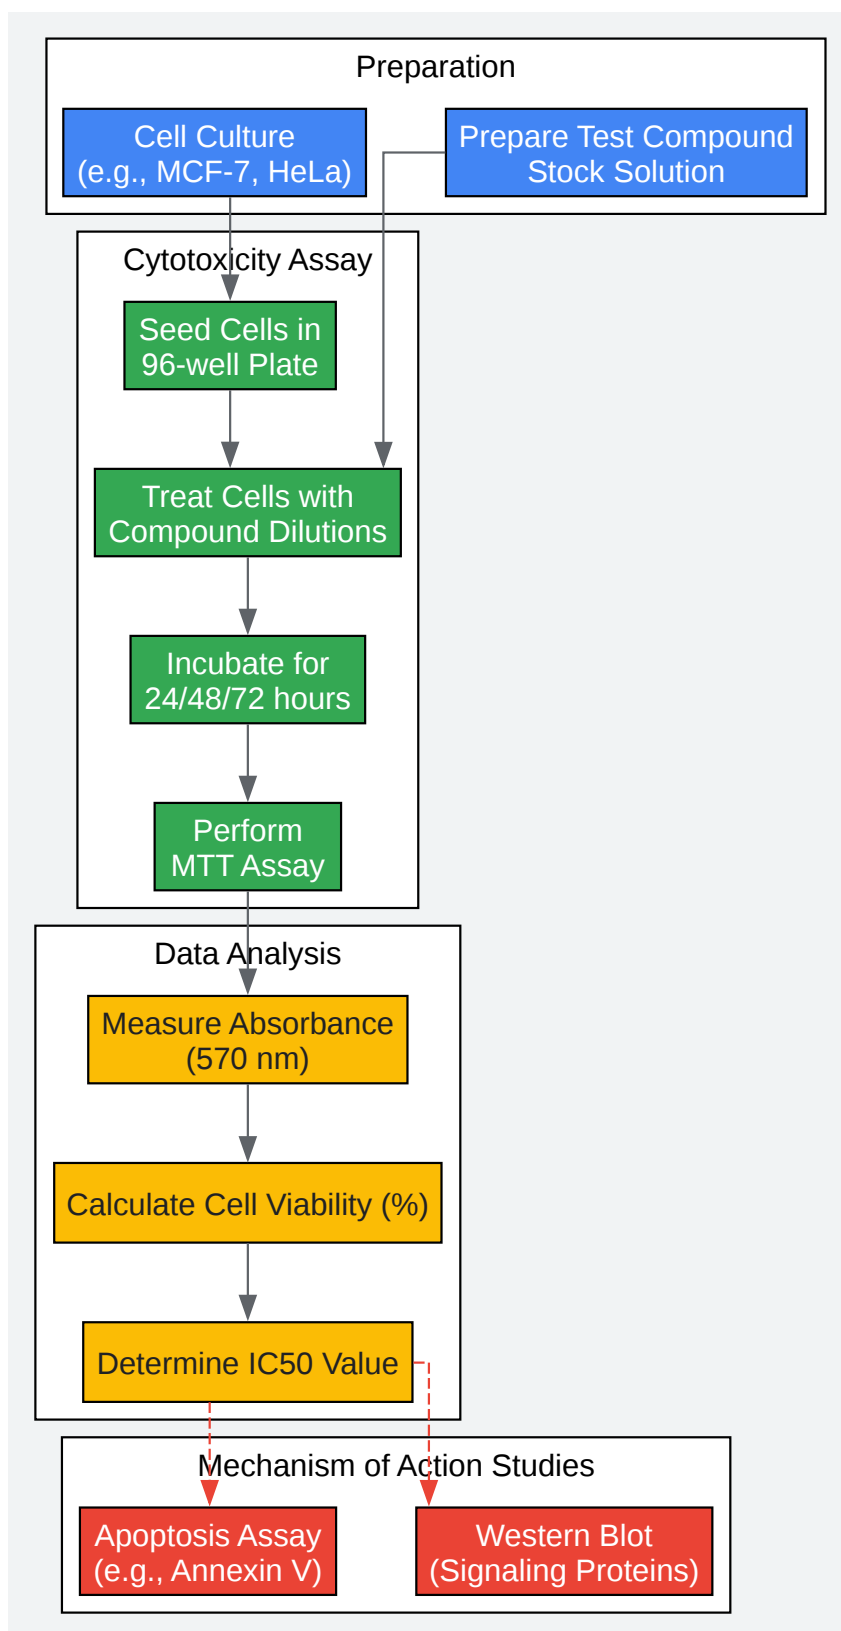 Preparation
Cell Culture
(e.g., MCF-7, HeLa)
Prepare Test Compound
Stock Solution
Cytotoxicity Assay
Seed Cells in
96-well Plate
Treat Cells with
Compound Dilutions
Incubate for
24/48/72 hours
Perform
MTT Assay
Data Analysis
Measure Absorbance
(570 nm)
Calculate Cell Viability (%)
Determine IC50 Value
Mechanism of Action Studies
Apoptosis Assay
(e.g., Annexin V)
Western Blot
(Signaling Proteins)